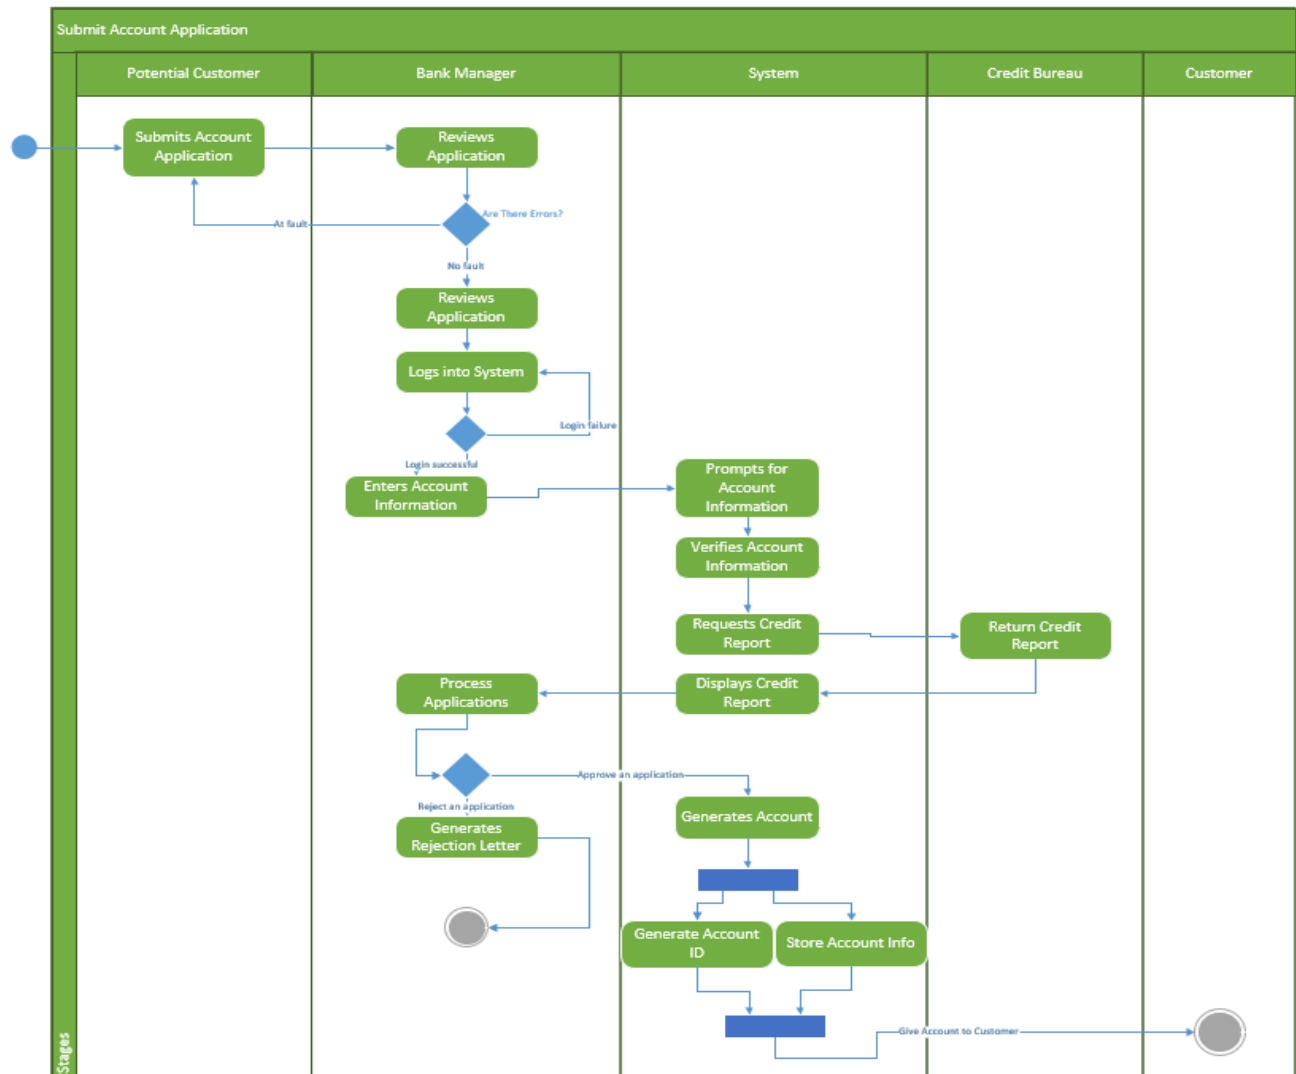 Submit Account Application
Potential Customer
Bank Manager
System
Credit Bureau
Customer
Submits Account
Application
Reviews
Application
Are There Errors?
At fault
No fault
Reviews
Application
Logs into System
Login failure
Login successful
Enters Account
Information
Prompts for
Account
Information
Verifies Account
Information
Requests Credit
Report
Return Credit
Report
Process
Applications
Displays Credit
Report
Approve an application
Reject an application
Generates
Rejection Letter
Generates Account
Generate Account
ID
Store Account Info
Give Account to Customer
Stages